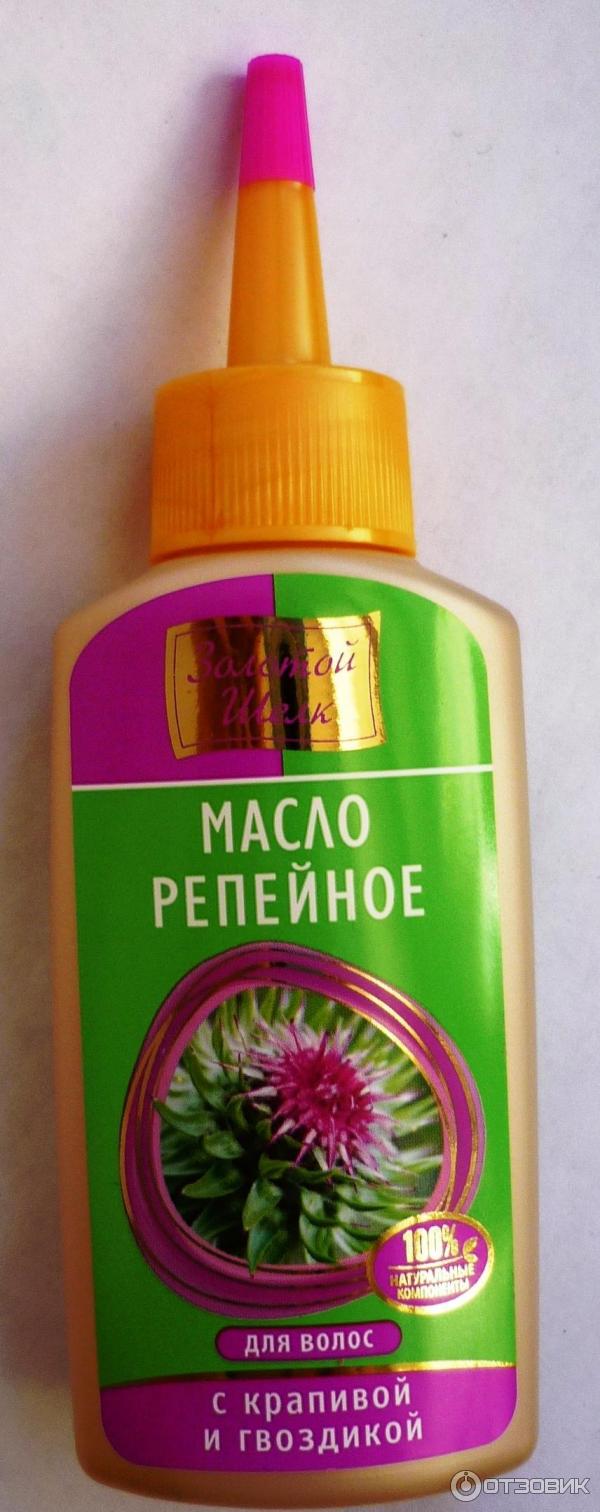 Золотой
Шелк
МАСЛО
РЕПЕЙНОЕ
100%
НАТУРАЛЬНЫЕ
КОМПОНЕНТЫ
ДЛЯ ВОЛОС
С КРАПИВОЙ
И ГВОЗДИКОЙ
ОТЗОВИК